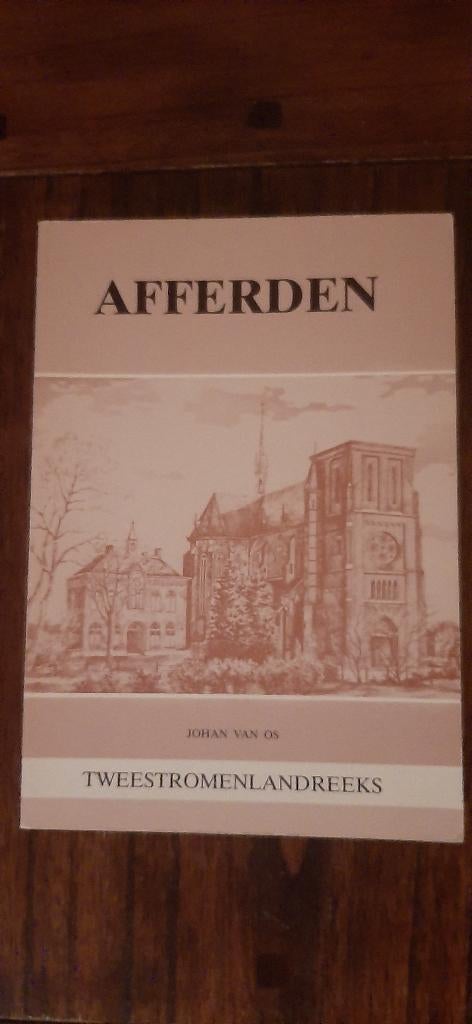 AFFERDEN
JOHAN VAN OS
TWEESTROMENLANDREEKS